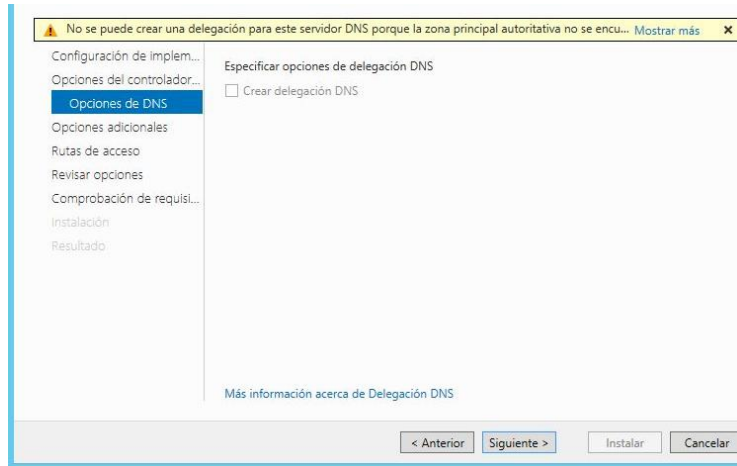 No se puede crear una delegación para este servidor DNS porque la zona principal autoritativa no se encu... Mostrar más x
Configuración de implem...
Opciones del controlador...
Opciones de DNS
Opciones adicionales
Rutas de acceso
Revisar opciones
Comprobación de requisi...
Instalación
Resultado
Especificar opciones de delegación DNS
Crear delegación DNS
Más información acerca de Delegación DNS
< Anterior Siguiente > Instalar Cancelar